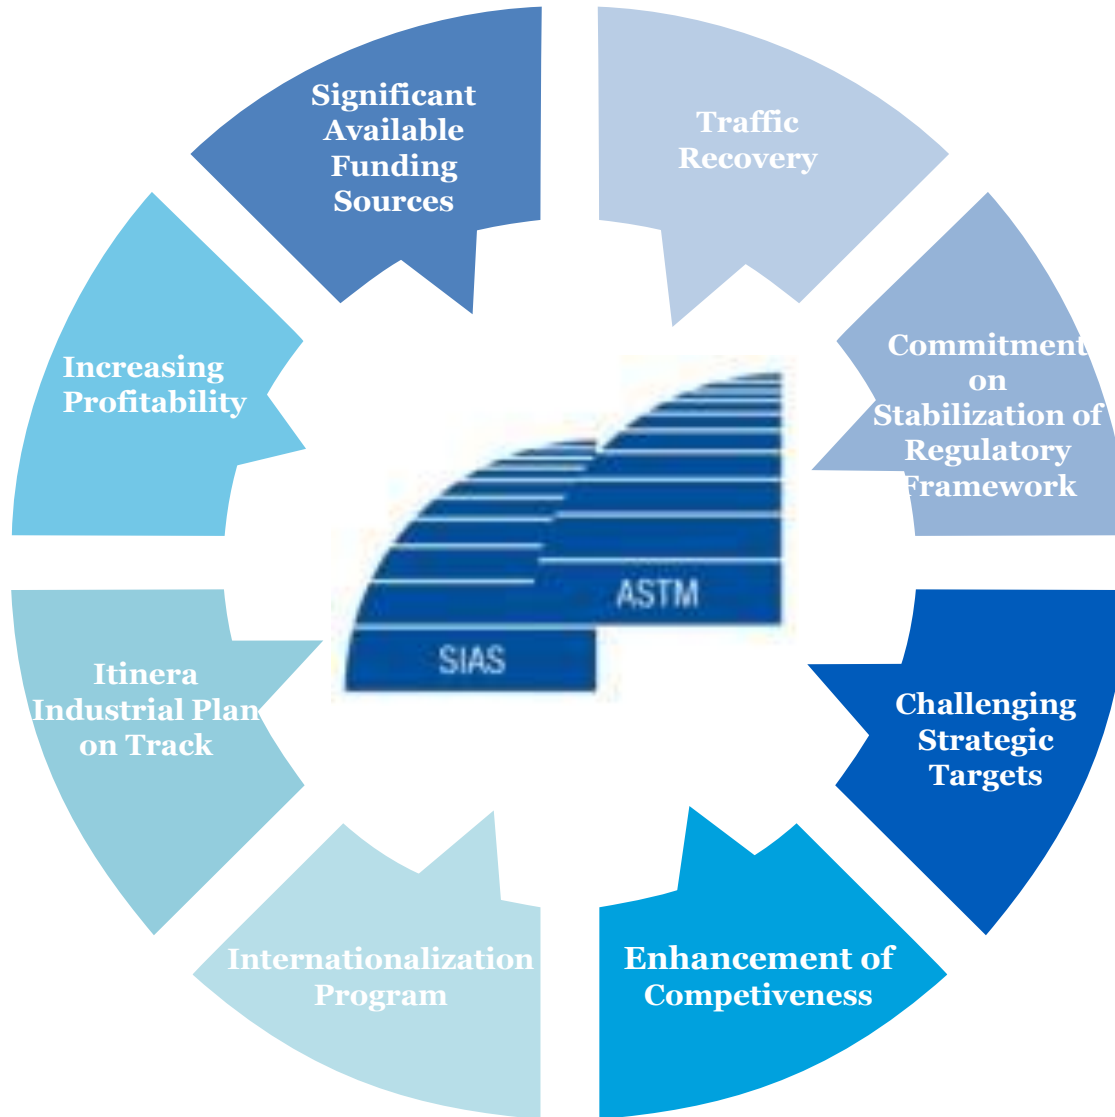 Significant
Available
Funding
Sources
Traffic
Recovery
Commitment
on
Stabilization of
Regulatory
Framework
Challenging
Strategic
Targets
Enhancement of
Competiveness
Internationalization
Program
Itinera
Industrial Plan
on Track
Increasing
Profitability
ASTM
SIAS